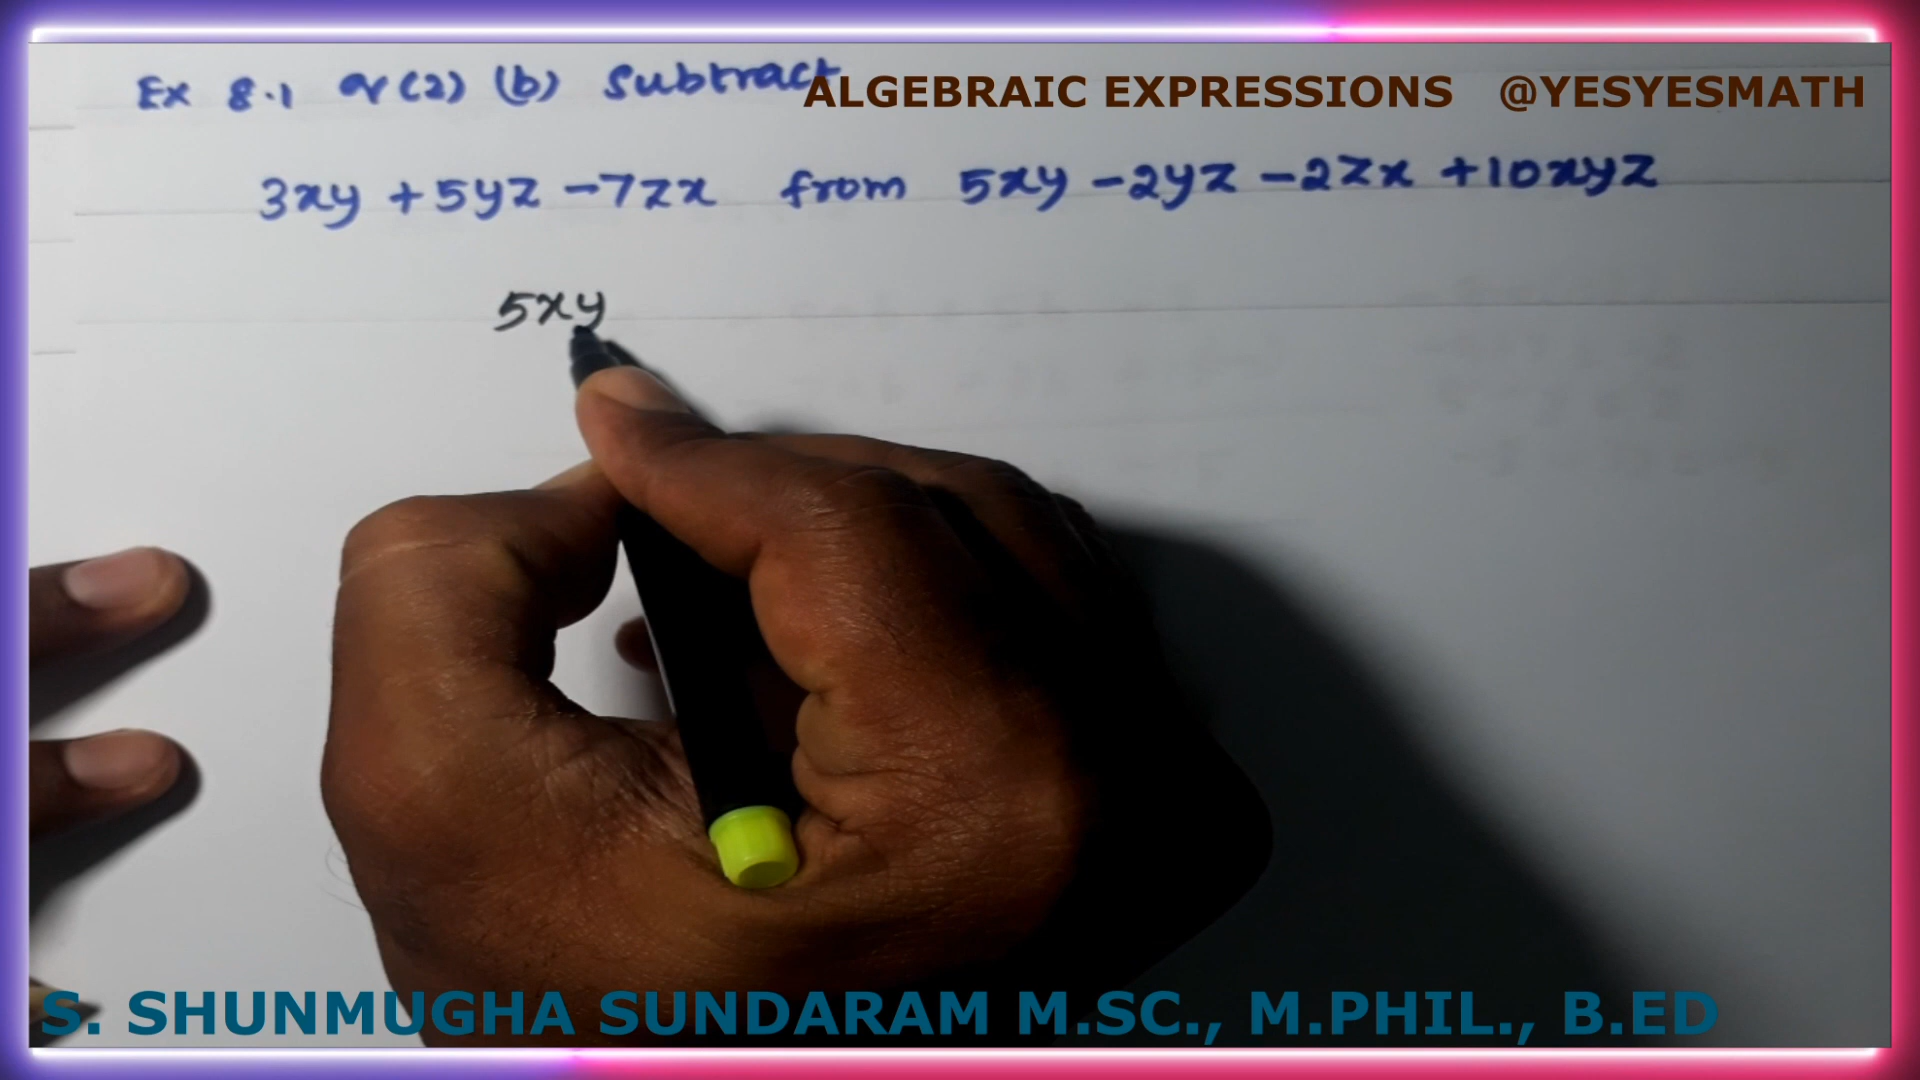 Ex 8.1 Q(2) (b) Subtract
ALGEBRAIC EXPRESSIONS @YESYESMATH
3xy + 5yz - 7zx from 5xy - 2yz - 2zx + 10xyz
5xy
S. SHUNMUGHA SUNDARAM M.SC., M.PHIL., B.ED